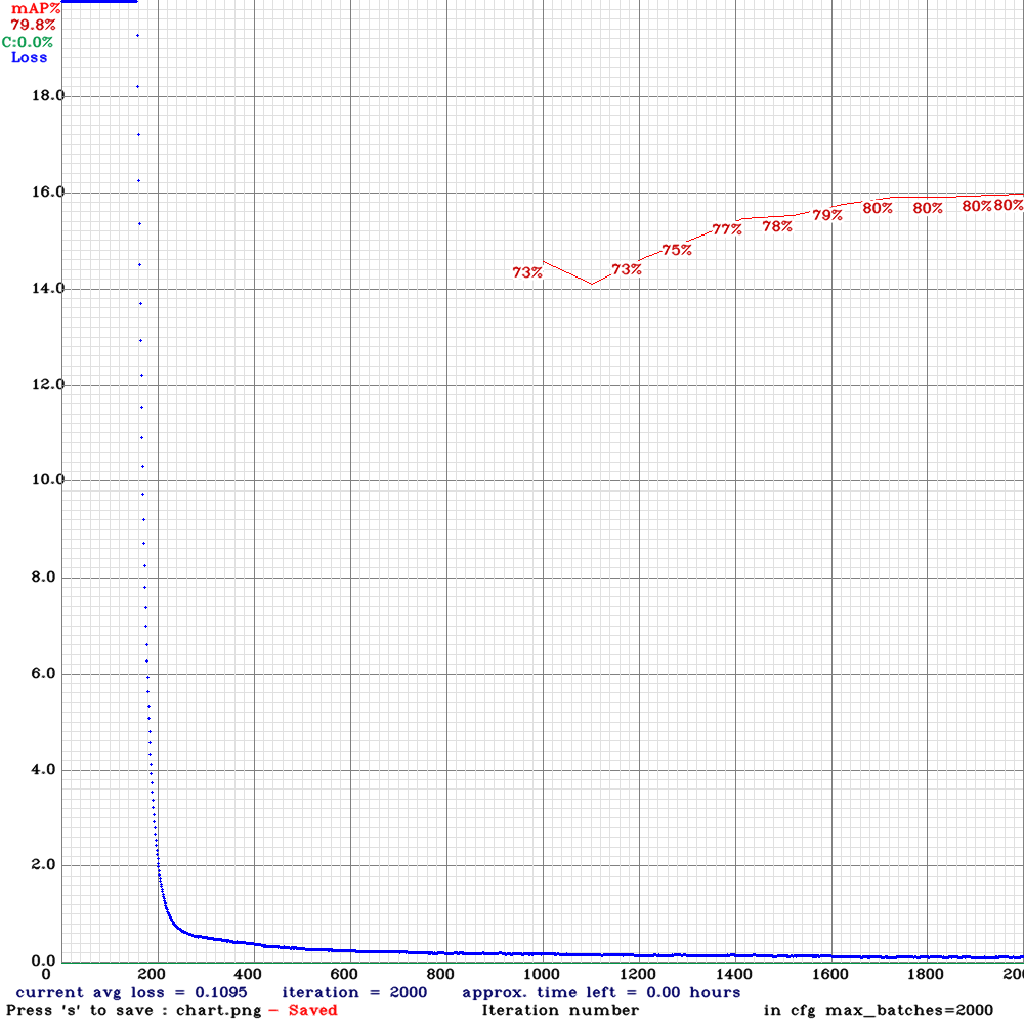 mAP%
79.8%
C:0.0%
Loss
18.0
16.0
14.0
12.0
10.0
8.0
6.0
4.0
2.0
0.0
73% 73% 75% 77% 78% 79% 80% 80% 80% 80%
0 200 400 600 800 1000 1200 1400 1600 1800 200
current avg loss = 0.1095 iteration = 2000 approx. time left = 0.00 hours
Press 's' to save : chart.png - Saved Iteration number in cfg max_batches=2000